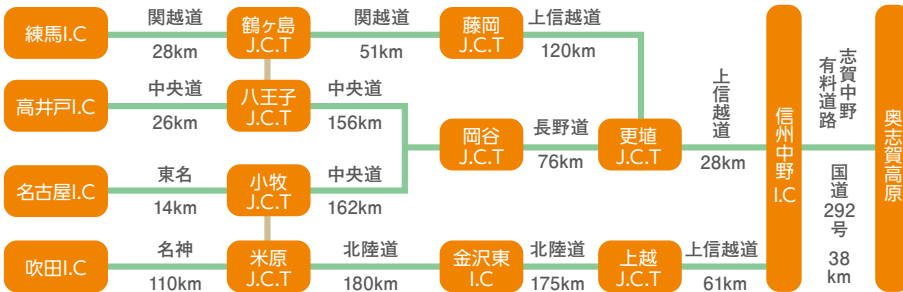 練馬I.C
関越道
28km
鶴ヶ島
J.C.T
関越道
51km
藤岡
J.C.T
上信越道
120km
高井戸I.C
中央道
26km
八王子
J.C.T
中央道
156km
岡谷
J.C.T
長野道
76km
更埴
J.C.T
上信越道
28km
名古屋I.C
東名
14km
小牧
J.C.T
中央道
162km
吹田I.C
名神
110km
米原
J.C.T
北陸道
180km
金沢東
I.C
北陸道
175km
上越
J.C.T
上信越道
61km
信州中野
I.C
志賀中野
有料道路
国道
292
号
38
km
奥志賀高原